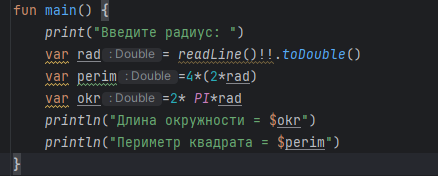 fun main() {
print("Введите радиус: ")
var rad : Double = readLine()!!.toDouble()
var perim : Double =4*(2*rad)
var okr : Double =2* PI*rad
println("Длина окружности = $okr")
println("Периметр квадрата = $perim")
}